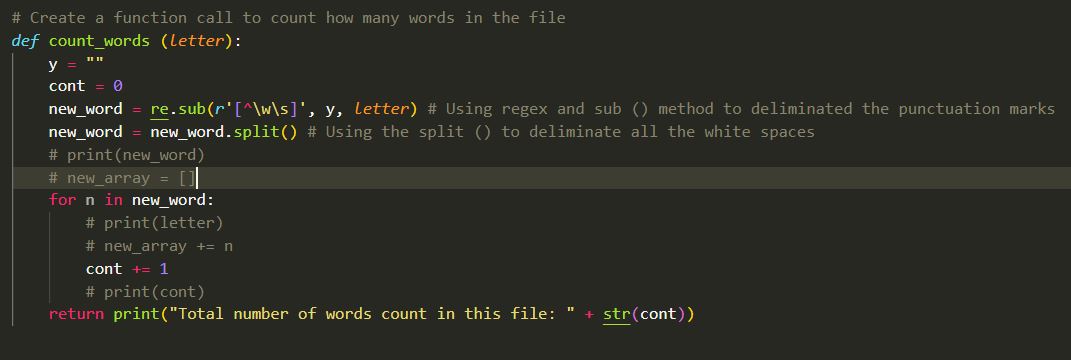 # Create a function call to count how many words in the file
def count_words (letter):
    y = ""
    cont = 0
    new_word = re.sub(r'[^\w\s]', y, letter) # Using regex and sub () method to deliminated the punctuation marks
    new_word = new_word.split() # Using the split () to deliminate all the white spaces
    # print(new_word)
    # new_array = []
    for n in new_word:
        # print(letter)
        # new_array += n
        cont += 1
        # print(cont)
    return print("Total number of words count in this file: " + str(cont))